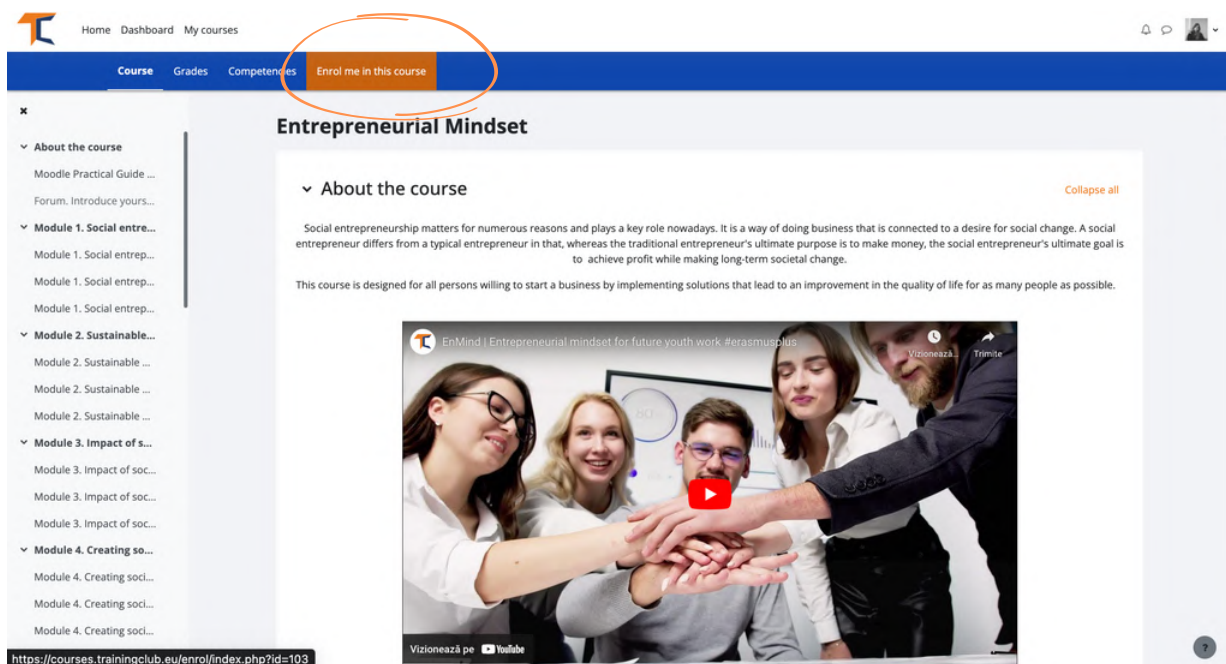 Home Dashboard My courses
Course Grades Competencies Enrol me in this course
Entrepreneurial Mindset
About the course
Moodle Practical Guide ...
Forum. Introduce yours...
Module 1. Social entre...
Module 1. Social entrep...
Module 1. Social entrep...
Module 1. Social entrep...
Module 2. Sustainable...
Module 2. Sustainable ...
Module 2. Sustainable ...
Module 2. Sustainable ...
Module 3. Impact of s...
Module 3. Impact of soc...
Module 3. Impact of soc...
Module 3. Impact of soc...
Module 4. Creating so...
Module 4. Creating soci...
Module 4. Creating soci...
Module 4. Creating soci...
About the course
Collapse all
Social entrepreneurship matters for numerous reasons and plays a key role nowadays. It is a way of doing business that is connected to a desire for social change. A social
entrepreneur differs from a typical entrepreneur in that, whereas the traditional entrepreneur's ultimate purpose is to make money, the social entrepreneur's ultimate goal is
to achieve profit while making long-term societal change.
This course is designed for all persons willing to start a business by implementing solutions that lead to an improvement in the quality of life for as many people as possible.
EnMind | Entrepreneurial mindset for future youth work #erasmusplus
Vizionează... Trimite
Vizionează pe YouTube
https://courses.trainingclub.eu/enrol/index.php?id=103
?